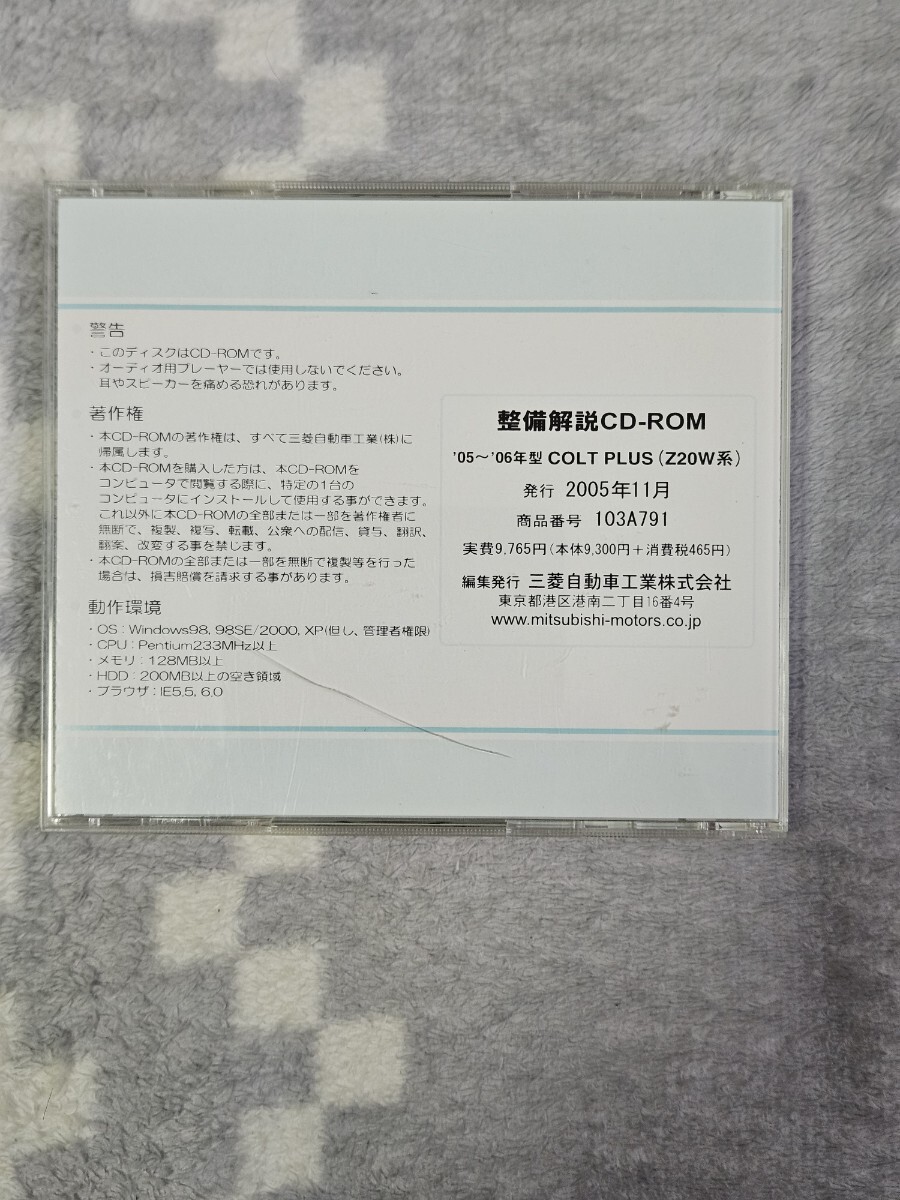 警告
・このディスクはCD-ROMです。
・オーディオ用プレーヤーでは使用しないでください。
耳やスピーカーを痛める恐れがあります。
著作権
・本CD-ROMの著作権は、すべて三菱自動車工業(株)に
帰属します。
・本CD-ROMを購入した方は、本CD-ROMを
コンピュータで閲覧する際に、特定の1台の
コンピュータにインストールして使用する事ができます。
これ以外に本CD-ROMの全部または一部を著作権者に
無断で、複製、複写、転載、公衆への配信、貸与、翻訳、
翻案、改変する事を禁じます。
・本CD-ROMの全部または一部を無断で複製等を行った
場合は、損害賠償を請求する事があります。
動作環境
・OS：Windows98, 98SE/2000, XP(但し、管理者権限)
・CPU：Pentium233MHz以上
・メモリ：128MB以上
・HDD：200MB以上の空き領域
・ブラウザ：IE5.5, 6.0
整備解説CD-ROM
'05～'06年型 COLT PLUS（Z20W系）
発行 2005年11月
商品番号 103A791
実費9,765円（本体9,300円＋消費税465円）
編集発行 三菱自動車工業株式会社
東京都港区港南二丁目16番4号
www.mitsubishi-motors.co.jp